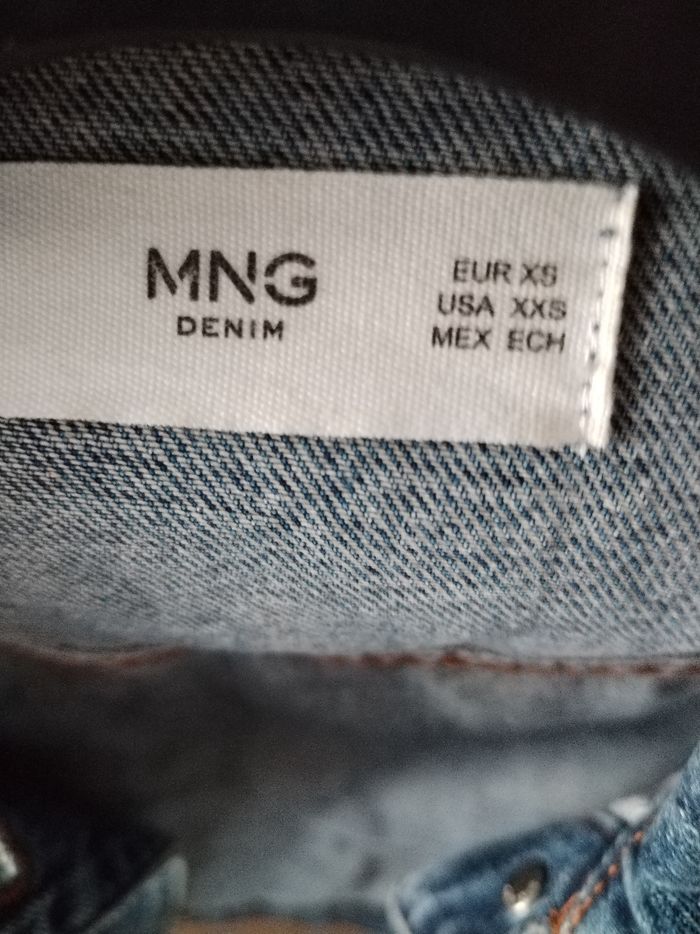 MNG
DENIM
EUR XS
USA XXS
MEX ECH